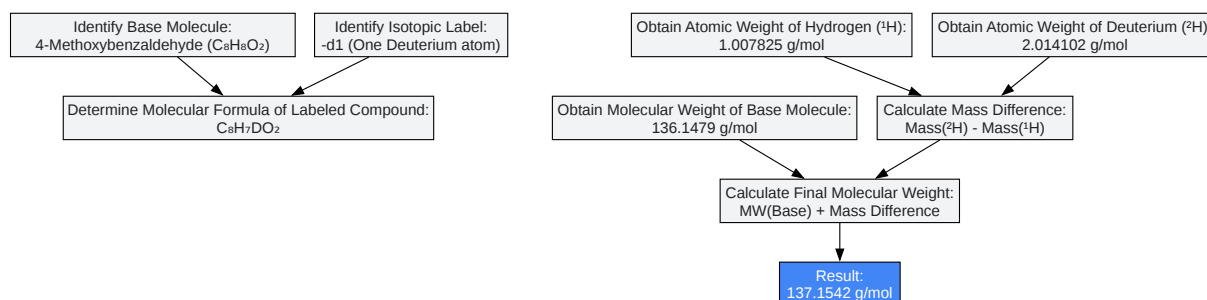 Identify Base Molecule:
4-Methoxybenzaldehyde (C₈H₈O₂)
Identify Isotopic Label:
-d1 (One Deuterium atom)
Determine Molecular Formula of Labeled Compound:
C₈H₇DO₂
Obtain Atomic Weight of Hydrogen (¹H):
1.007825 g/mol
Obtain Atomic Weight of Deuterium (²H):
2.014102 g/mol
Obtain Molecular Weight of Base Molecule:
136.1479 g/mol
Calculate Mass Difference:
Mass(²H) - Mass(¹H)
Calculate Final Molecular Weight:
MW(Base) + Mass Difference
Result:
137.1542 g/mol